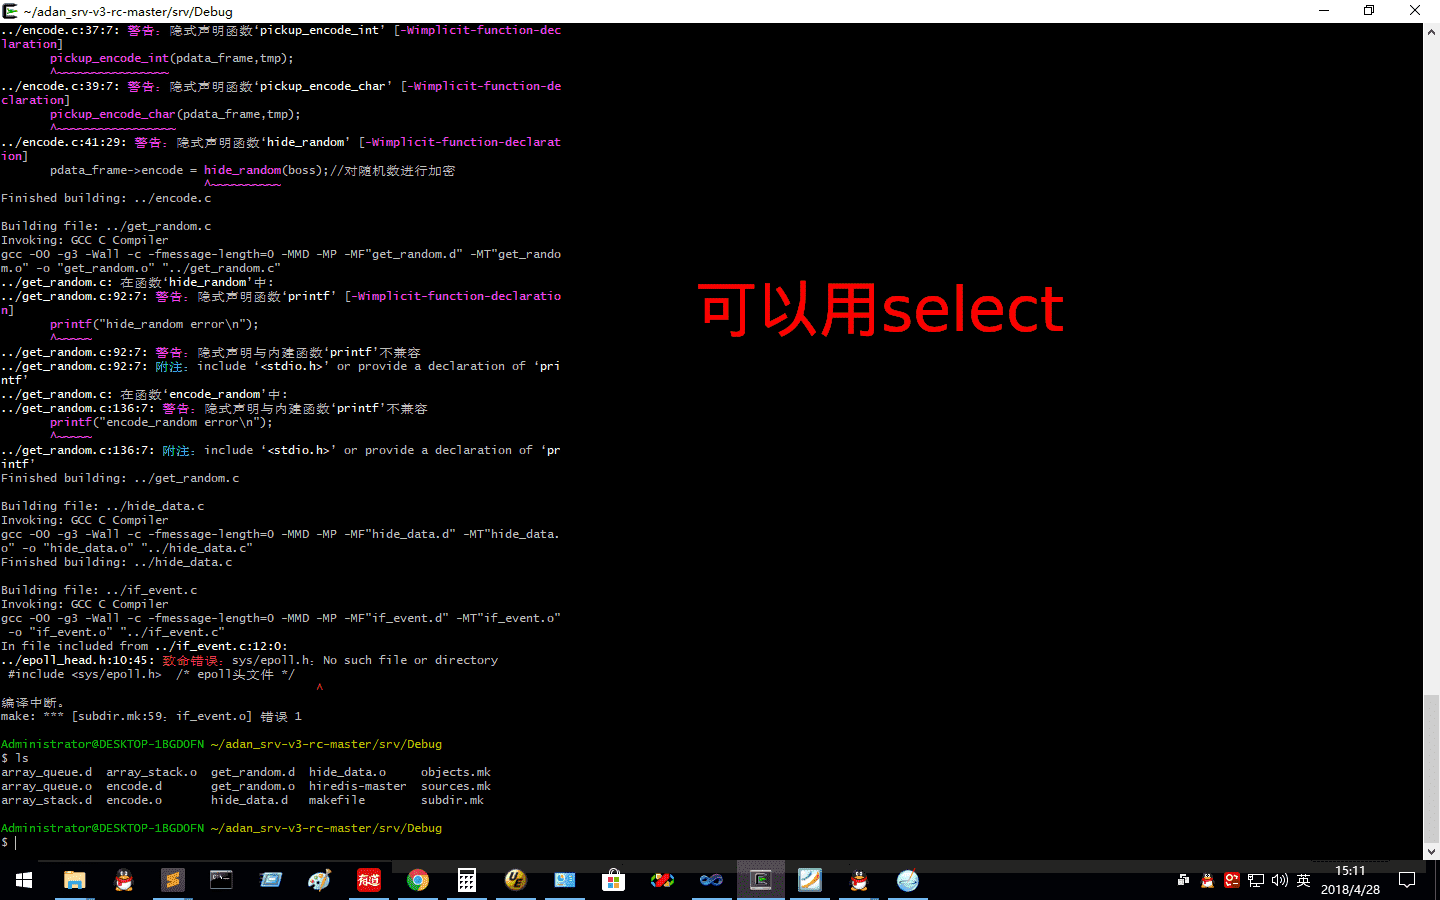 ~/adan_srv-v3-rc-master/srv/Debug
../encode.c:37:7: 警告：隐式声明函数‘pickup_encode_int’ [-Wimplicit-function-dec
laration]
pickup_encode_int(pdata_frame,tmp);
^~~~~~~~~~~~~~~~~
../encode.c:39:7: 警告：隐式声明函数‘pickup_encode_char’ [-Wimplicit-function-de
claration]
pickup_encode_char(pdata_frame,tmp);
^~~~~~~~~~~~~~~~~~
../encode.c:41:29: 警告：隐式声明函数‘hide_random’ [-Wimplicit-function-declarat
ion]
pdata_frame->encode = hide_random(boss);//对随机数进行加密
^~~~~~~~~~~
Finished building: ../encode.c
Building file: ../get_random.c
Invoking: GCC C Compiler
gcc -O0 -g3 -Wall -c -fmessage-length=0 -MMD -MP -MF"get_random.d" -MT"get_rando
m.o" -o "get_random.o" "../get_random.c"
../get_random.c: 在函数‘hide_random’中:
../get_random.c:92:7: 警告：隐式声明函数‘printf’ [-Wimplicit-function-declaratio
n]
printf("hide_random error\n");
^~~~~~
../get_random.c:92:7: 警告：隐式声明与内建函数‘printf’不兼容
../get_random.c:92:7: 附注：include ‘<stdio.h>’ or provide a declaration of ‘pri
ntf’
../get_random.c: 在函数‘encode_random’中:
../get_random.c:136:7: 警告：隐式声明与内建函数‘printf’不兼容
printf("encode_random error\n");
^~~~~~
../get_random.c:136:7: 附注：include ‘<stdio.h>’ or provide a declaration of ‘pr
intf’
Finished building: ../get_random.c
Building file: ../hide_data.c
Invoking: GCC C Compiler
gcc -O0 -g3 -Wall -c -fmessage-length=0 -MMD -MP -MF"hide_data.d" -MT"hide_data.
o" -o "hide_data.o" "../hide_data.c"
Finished building: ../hide_data.c
Building file: ../if_event.c
Invoking: GCC C Compiler
gcc -O0 -g3 -Wall -c -fmessage-length=0 -MMD -MP -MF"if_event.d" -MT"if_event.o"
-o "if_event.o" "../if_event.c"
In file included from ../if_event.c:12:0:
../epoll_head.h:10:45: 致命错误：sys/epoll.h：No such file or directory
#include <sys/epoll.h>  /* epoll头文件 */
^
编译中断。
make: *** [subdir.mk:59：if_event.o] 错误 1
Administrator@DESKTOP-1BGDOFN ~/adan_srv-v3-rc-master/srv/Debug
$ ls
array_queue.d  array_stack.o  get_random.d  hide_data.o     objects.mk
array_queue.o  encode.d       get_random.o  hiredis-master  sources.mk
array_stack.d  encode.o       hide_data.d   makefile        subdir.mk
Administrator@DESKTOP-1BGDOFN ~/adan_srv-v3-rc-master/srv/Debug
$
可以用select
有道
英
15:11
2018/4/28